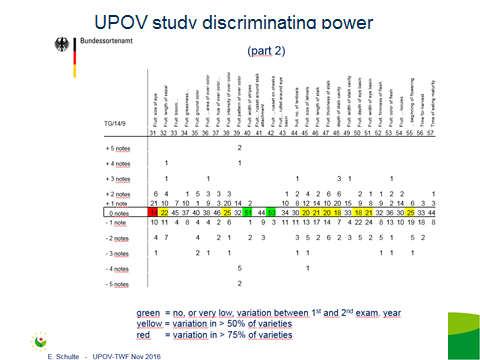 UPOV study discriminating power
Bundessortenamt
(part 2)
Fruit: size of eye
Fruit: length of sepal
Fruit: bloom…
Fruit: greasiness…
Fruit: ground color
Fruit: … area of over color
Fruit: hue of over color
Fruit: intensity of over color
Fruit: pattern of over color
Fruit: width of stripes
Fruit: …russet around stalk attachment
Fruit: …russet on cheeks
Fruit: no. of lenticels
Fruit: size of lenticels
Fruit: length of stalk
Fruit: thickness of stalk
depth of stalk cavity
Fruit: width of stalk cavity
Fruit: depth of eye basin
Fruit: width of eye basin
Fruit: firmness of flesh
Fruit: color of flesh
Fruit: … locules
…beginning of flowering
Time for harvest
Time of eating maturity
TG/14/9 31 32 33 34 35 36 37 38 39 40 41 42 43 44 45 46 47 48 49 50 51 52 53 54 55 56 57
+ 5 notes 2
+ 4 notes 1 1
+ 3 notes 1 1 1 3 1 1
+ 2 notes 6 4 1 5 3 3 3 1 2 4 2 6 6 2 1 1 2 2 1
+ 1 note 21 10 7 10 1 9 3 20 14 2 10 8 12 14 10 20 15 9 8 9 2 14 6 3 3
0 notes 22 45 37 40 38 46 25 32 51 44 53 34 30 20 21 20 18 33 18 21 32 36 30 25 33 44
- 1 note 10 11 4 8 4 4 2 6 1 9 3 11 11 13 17 14 7 4 22 24 8 13 10 19 18 8
- 2 notes 4 7 4 2 1 2 3 3 5 2 6 2 3 5 2 5 1 5 2
- 3 notes 1 2 1 1 1 1 1 1 1
- 4 notes 5 1
- 5 notes 2
green = no, or very low, variation between 1st and 2nd exam, year
yellow = variation in > 50% of varieties
red = variation in > 75% of varieties
E. Schulte - UPOV-TWF Nov 2016